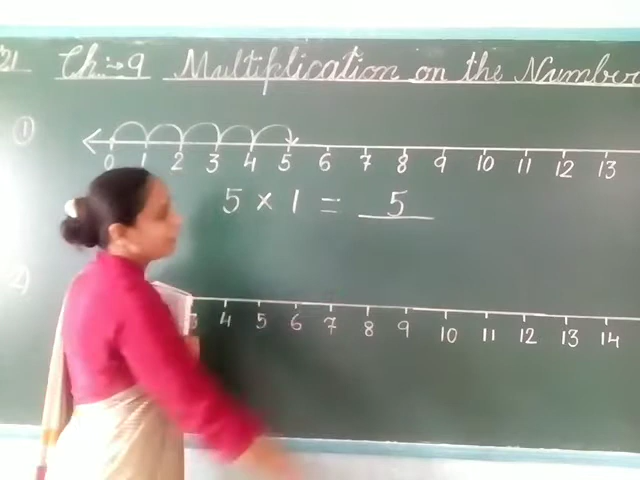 21 Ch:→9 Multiplication on the Number
① 0 1 2 3 4 5 6 7 8 9 10 11 12 13
5 × 1 = 5
4 5 6 7 8 9 10 11 12 13 14